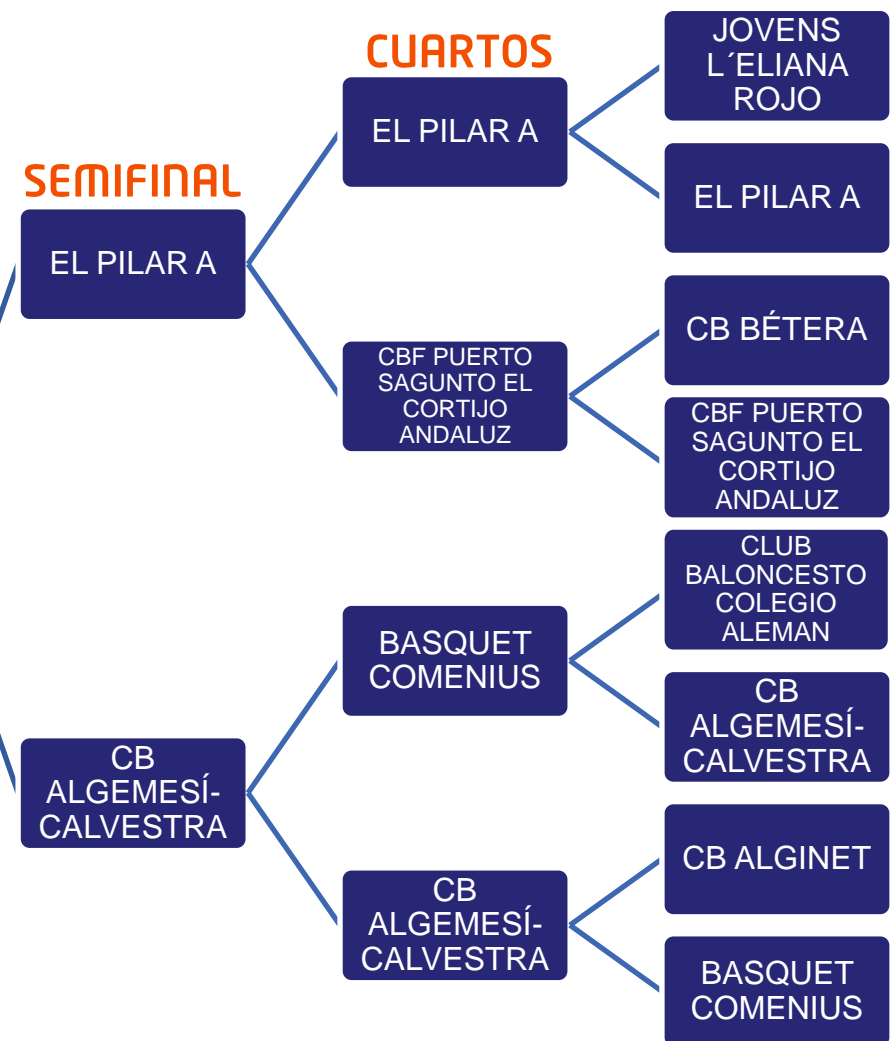 SEMIFINAL
EL PILAR A
CB
ALGEMESÍ-
CALVESTRA
CUARTOS
EL PILAR A
CBF PUERTO
SAGUNTO EL
CORTIJO
ANDALUZ
BASQUET
COMENIUS
CB
ALGEMESÍ-
CALVESTRA
JOVENS
L´ELIANA
ROJO
EL PILAR A
CB BÉTERA
CBF PUERTO
SAGUNTO EL
CORTIJO
ANDALUZ
CLUB
BALONCESTO
COLEGIO
ALEMAN
CB
ALGEMESÍ-
CALVESTRA
CB ALGINET
BASQUET
COMENIUS